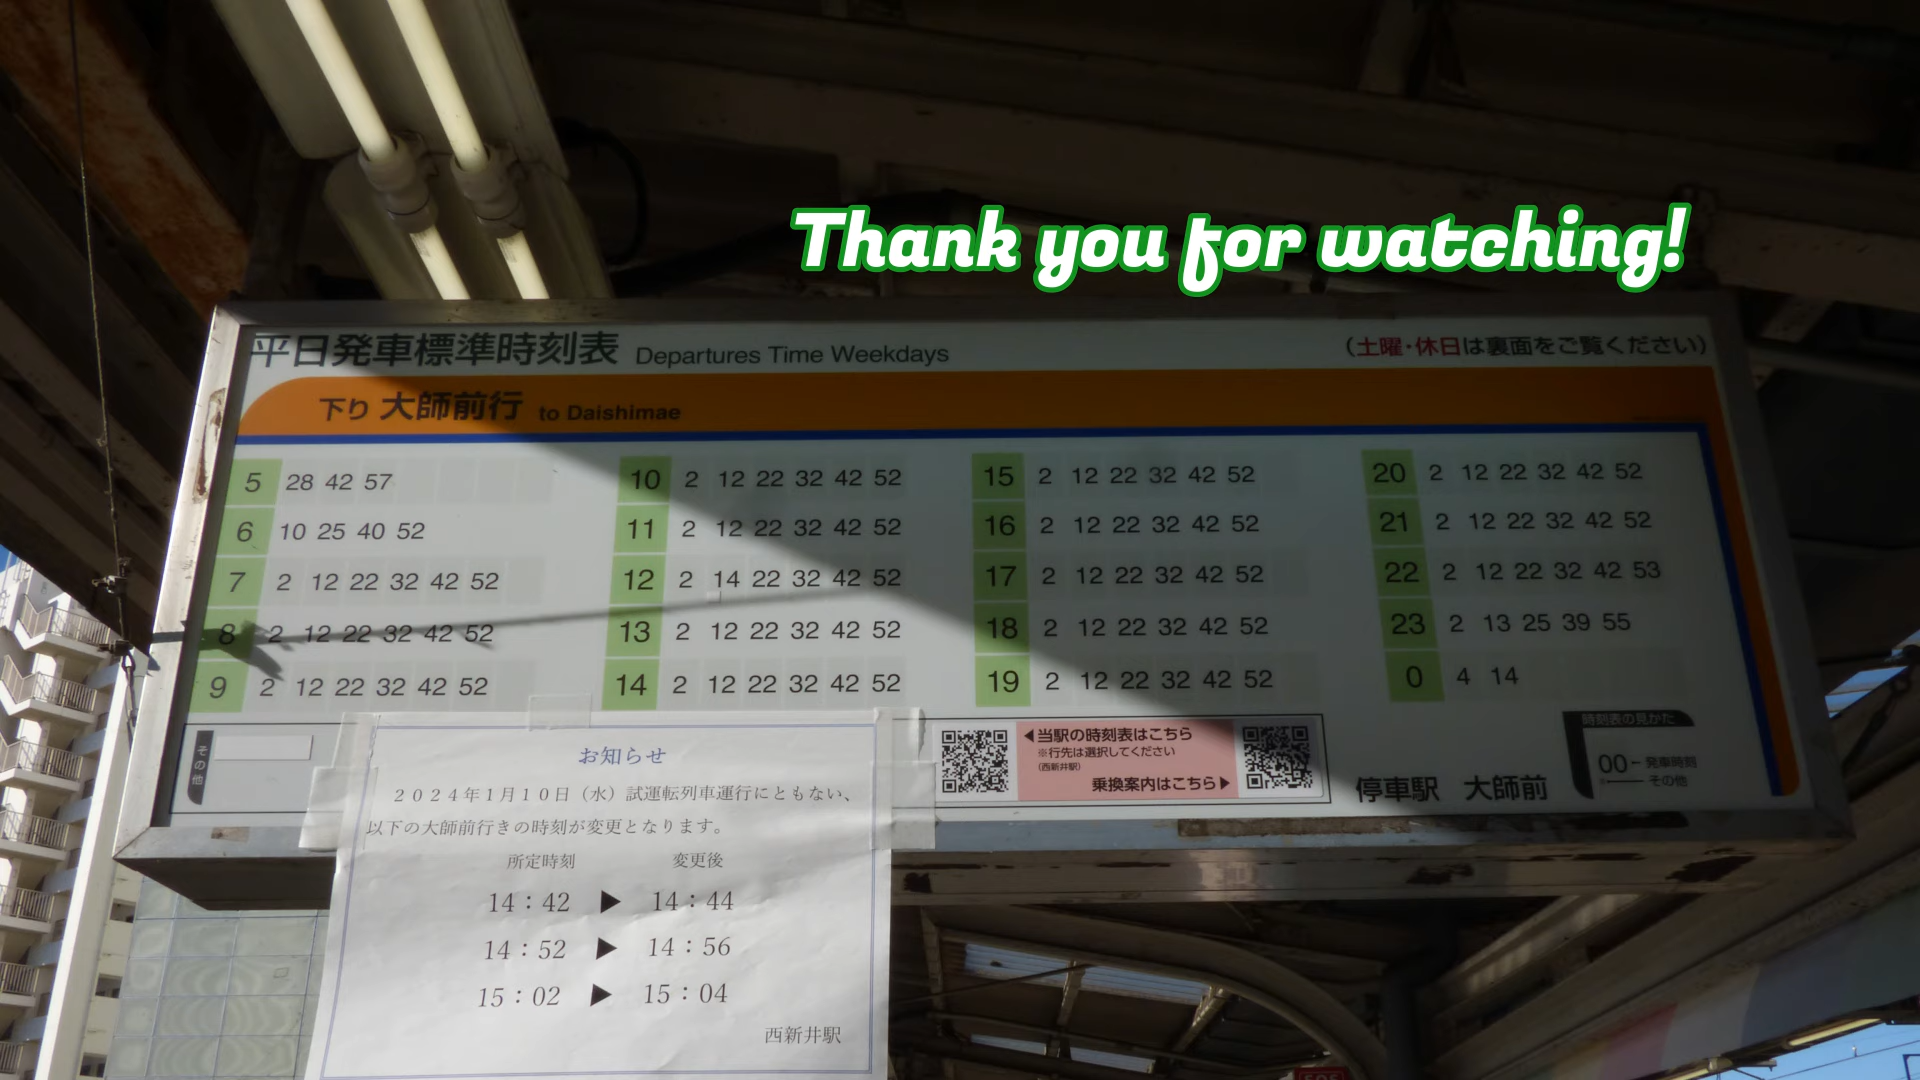 Thank you for watching!
平日発車標準時刻表 Departures Time Weekdays
(土曜・休日は裏面をご覧ください)
下り 大師前行 to Daishimae
5 28 42 57
6 10 25 40 52
7 2 12 22 32 42 52
8 2 12 22 32 42 52
9 2 12 22 32 42 52
10 2 12 22 32 42 52
11 2 12 22 32 42 52
12 2 14 22 32 42 52
13 2 12 22 32 42 52
14 2 12 22 32 42 52
15 2 12 22 32 42 52
16 2 12 22 32 42 52
17 2 12 22 32 42 52
18 2 12 22 32 42 52
19 2 12 22 32 42 52
20 2 12 22 32 42 52
21 2 12 22 32 42 52
22 2 12 22 32 42 53
23 2 13 25 39 55
0 4 14
その他
◀当駅の時刻表はこちら
※行先は選択してください
(西新井駅)
乗換案内はこちら▶
停車駅 大師前
時刻表の見かた
00 発車時刻
その他
お知らせ
2024年1月10日（水）試運転列車運行にともない、
以下の大師前行きの時刻が変更となります。
所定時刻 変更後
14：42 ▶ 14：44
14：52 ▶ 14：56
15：02 ▶ 15：04
西新井駅
SOS